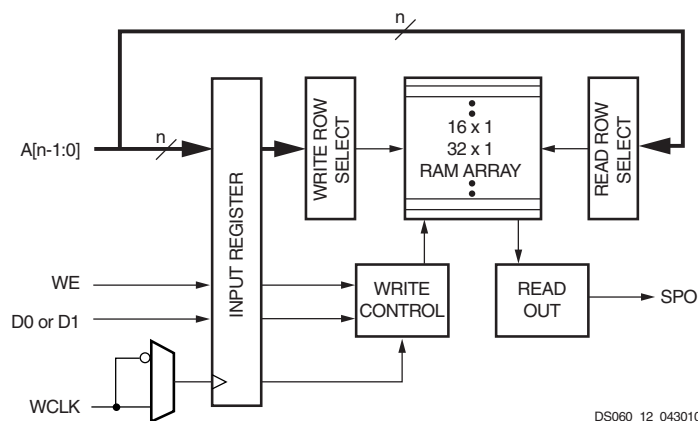 n
A[n-1:0]
n
INPUT REGISTER
WRITE ROW
SELECT
16 x 1
32 x 1
RAM ARRAY
READ ROW
SELECT
WE
D0 or D1
WCLK
WRITE
CONTROL
READ
OUT
SPO
DS060_12_043010